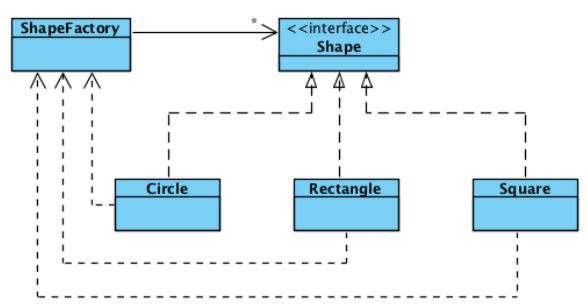 ShapeFactory
*
<<interface>>
Shape
Circle
Rectangle
Square